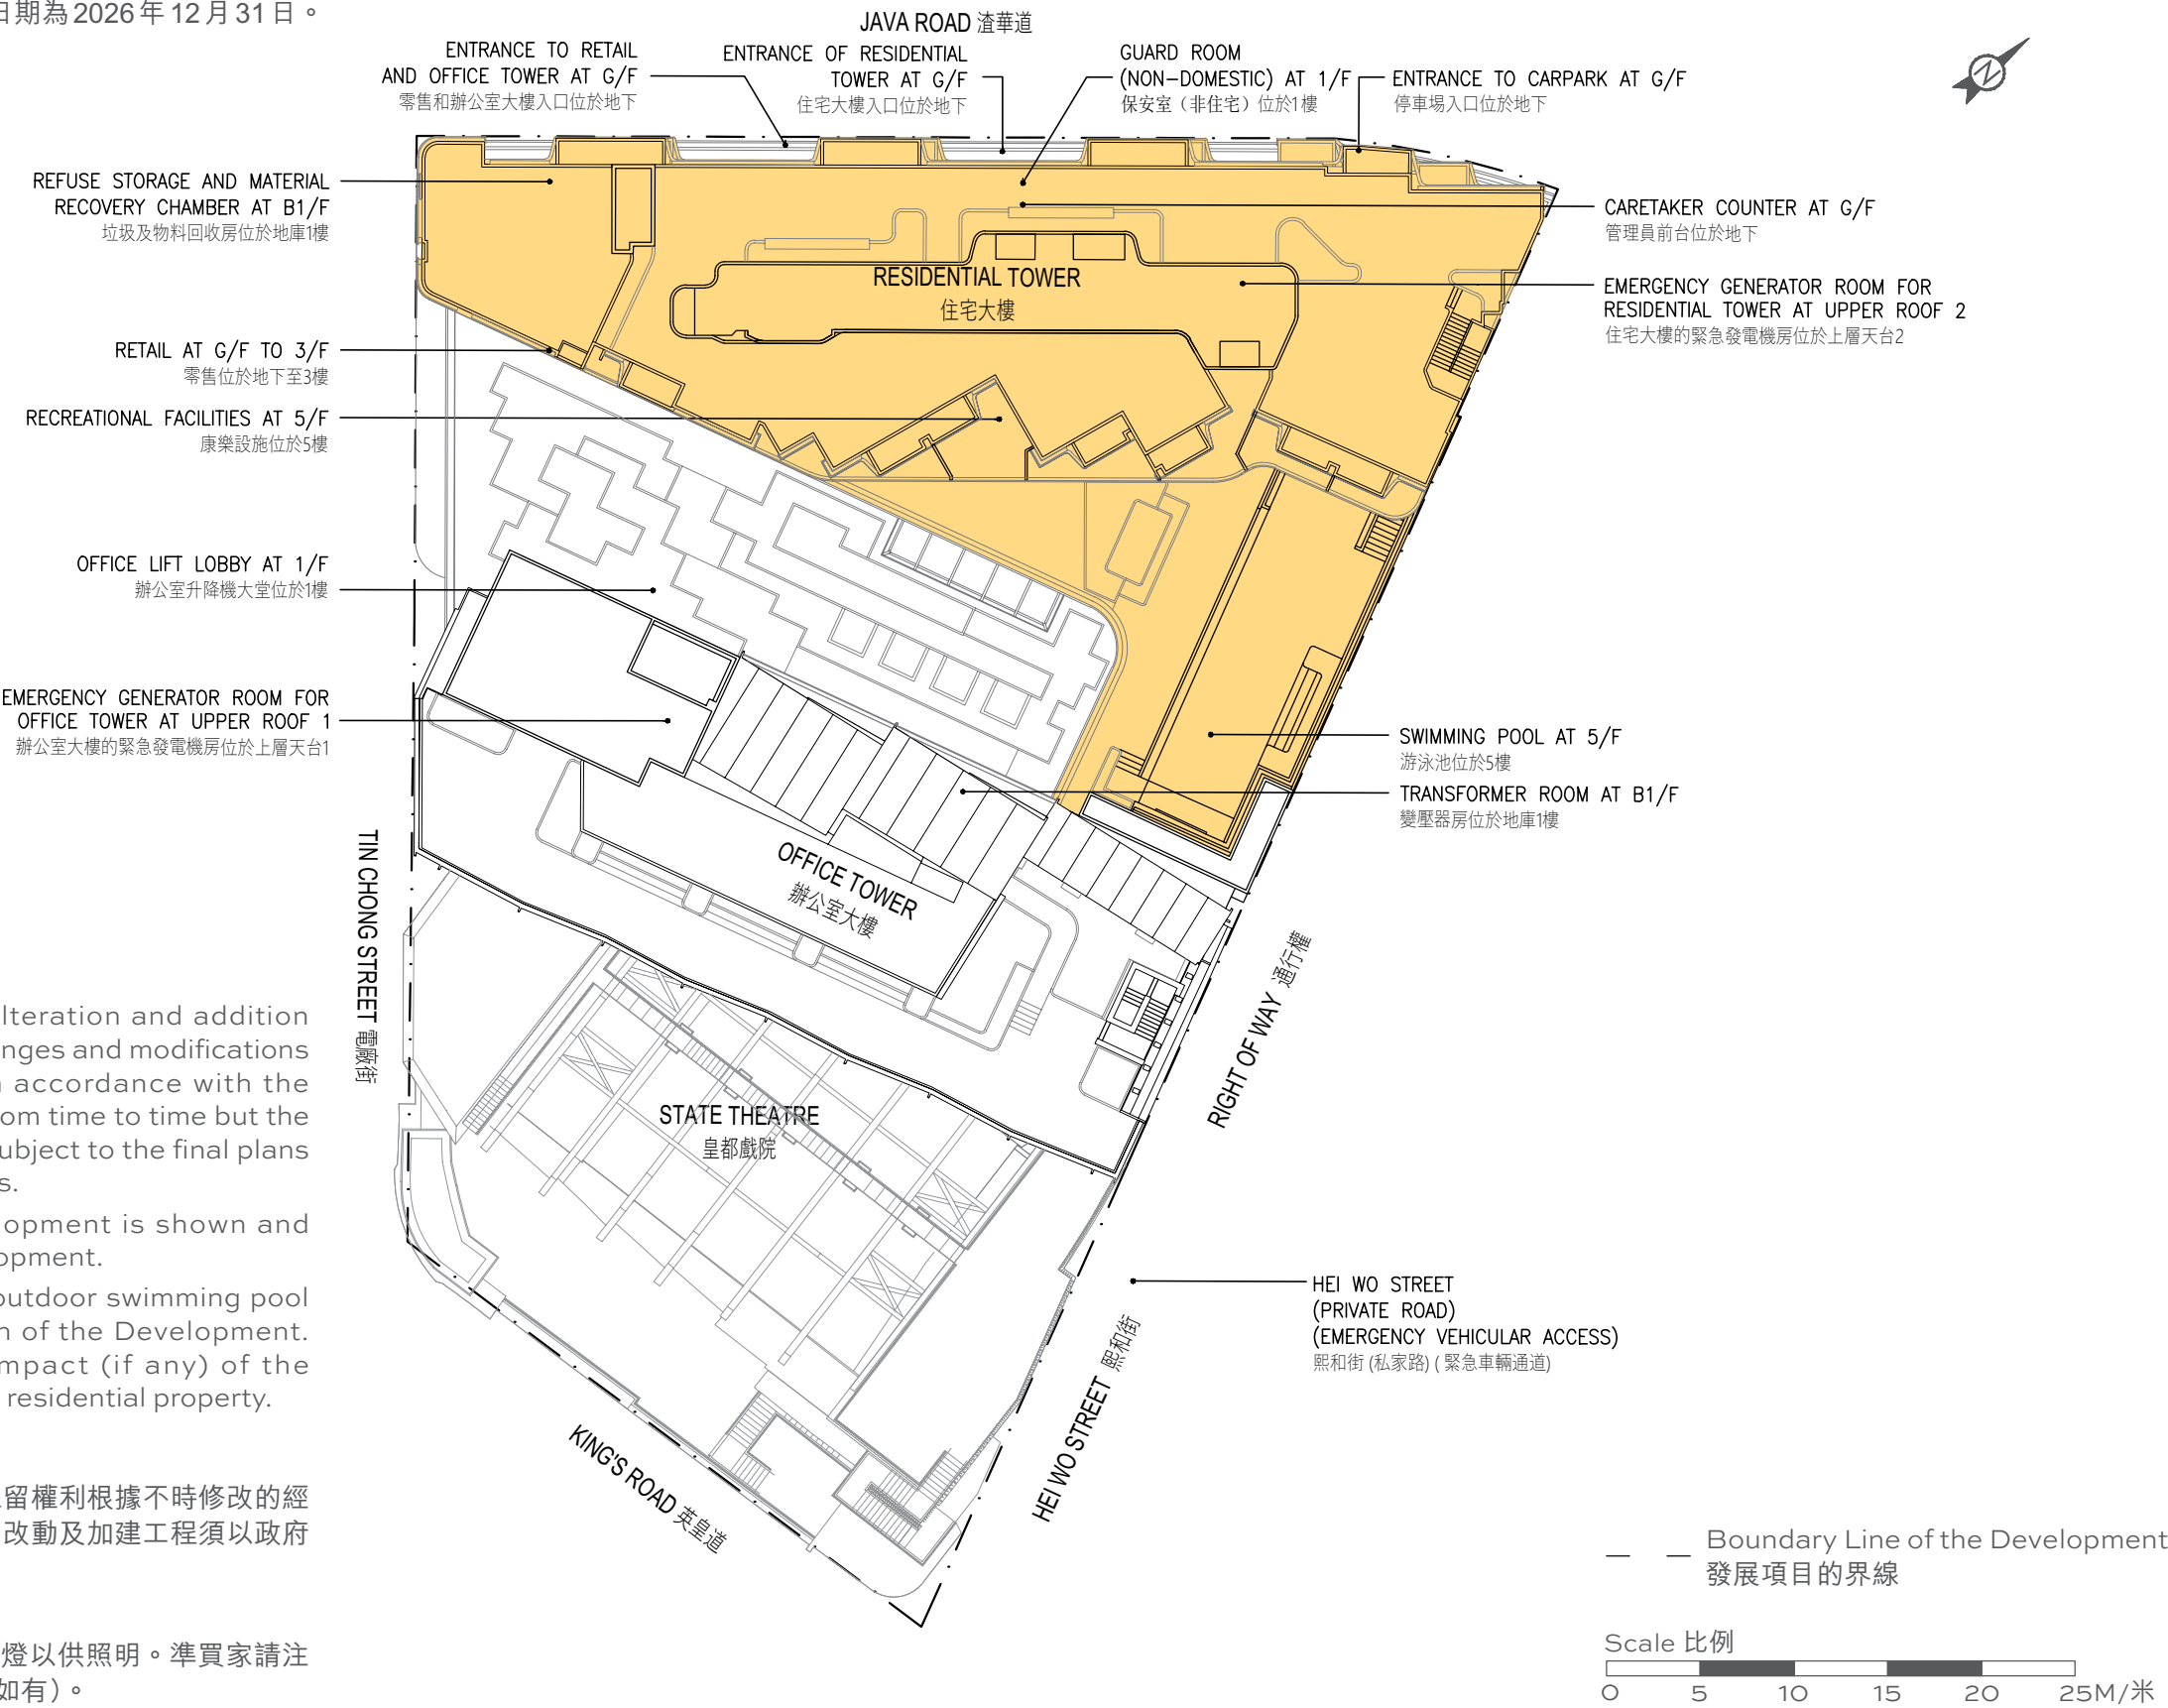 日期為2026年12月31日。
JAVA ROAD 渣華道
ENTRANCE TO RETAIL
AND OFFICE TOWER AT G/F
零售和辦公室大樓入口位於地下
ENTRANCE OF RESIDENTIAL
TOWER AT G/F
住宅大樓入口位於地下
GUARD ROOM
(NON-DOMESTIC) AT 1/F
保安室（非住宅）位於1樓
ENTRANCE TO CARPARK AT G/F
停車場入口位於地下
N
REFUSE STORAGE AND MATERIAL
RECOVERY CHAMBER AT B1/F
垃圾及物料回收房位於地庫1樓
CARETAKER COUNTER AT G/F
管理員前台位於地下
RESIDENTIAL TOWER
住宅大樓
EMERGENCY GENERATOR ROOM FOR
RESIDENTIAL TOWER AT UPPER ROOF 2
住宅大樓的緊急發電機房位於上層天台2
RETAIL AT G/F TO 3/F
零售位於地下至3樓
RECREATIONAL FACILITIES AT 5/F
康樂設施位於5樓
OFFICE LIFT LOBBY AT 1/F
辦公室升降機大堂位於1樓
EMERGENCY GENERATOR ROOM FOR
OFFICE TOWER AT UPPER ROOF 1
辦公室大樓的緊急發電機房位於上層天台1
SWIMMING POOL AT 5/F
游泳池位於5樓
TRANSFORMER ROOM AT B1/F
變壓器房位於地庫1樓
OFFICE TOWER
辦公室大樓
TIN CHONG STREET 電廠街
RIGHT OF WAY 通行權
STATE THEATRE
皇都戲院
HEI WO STREET
(PRIVATE ROAD)
(EMERGENCY VEHICULAR ACCESS)
熙和街 (私家路) ( 緊急車輛通道)
HEI WO STREET 熙和街
KING'S ROAD 英皇道
lteration and addition
nges and modifications
accordance with the
om time to time but the
ubject to the final plans
s.
lopment is shown and
opment.
outdoor swimming pool
n of the Development.
mpact (if any) of the
residential property.
留權利根據不時修改的經
改動及加建工程須以政府
燈以供照明。準買家請注
如有）。
Boundary Line of the Development
發展項目的界線
Scale 比例
0 5 10 15 20 25M/米